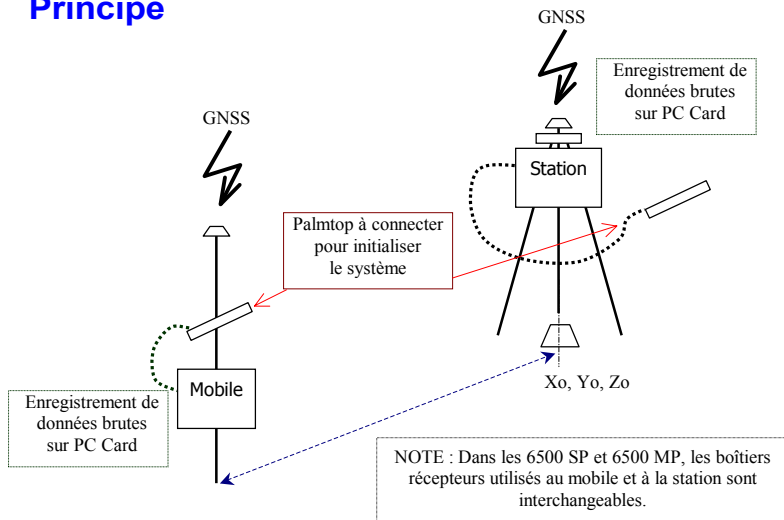 Principe
GNSS
Enregistrement de
données brutes
sur PC Card
GNSS
Station
Palmtop à connecter
pour initialiser
le système
Mobile
Xo, Yo, Zo
Enregistrement de
données brutes
sur PC Card
NOTE : Dans les 6500 SP et 6500 MP, les boîtiers
récepteurs utilisés au mobile et à la station sont
interchangeables.